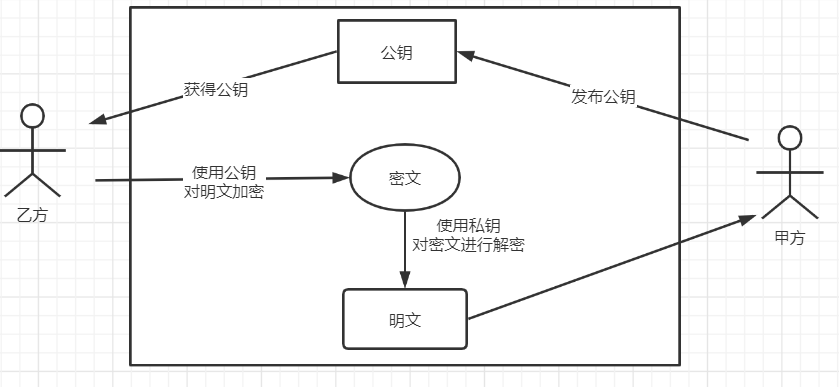 公钥
获得公钥
发布公钥
使用公钥
对明文加密
密文
乙方
甲方
使用私钥
对密文进行解密
明文